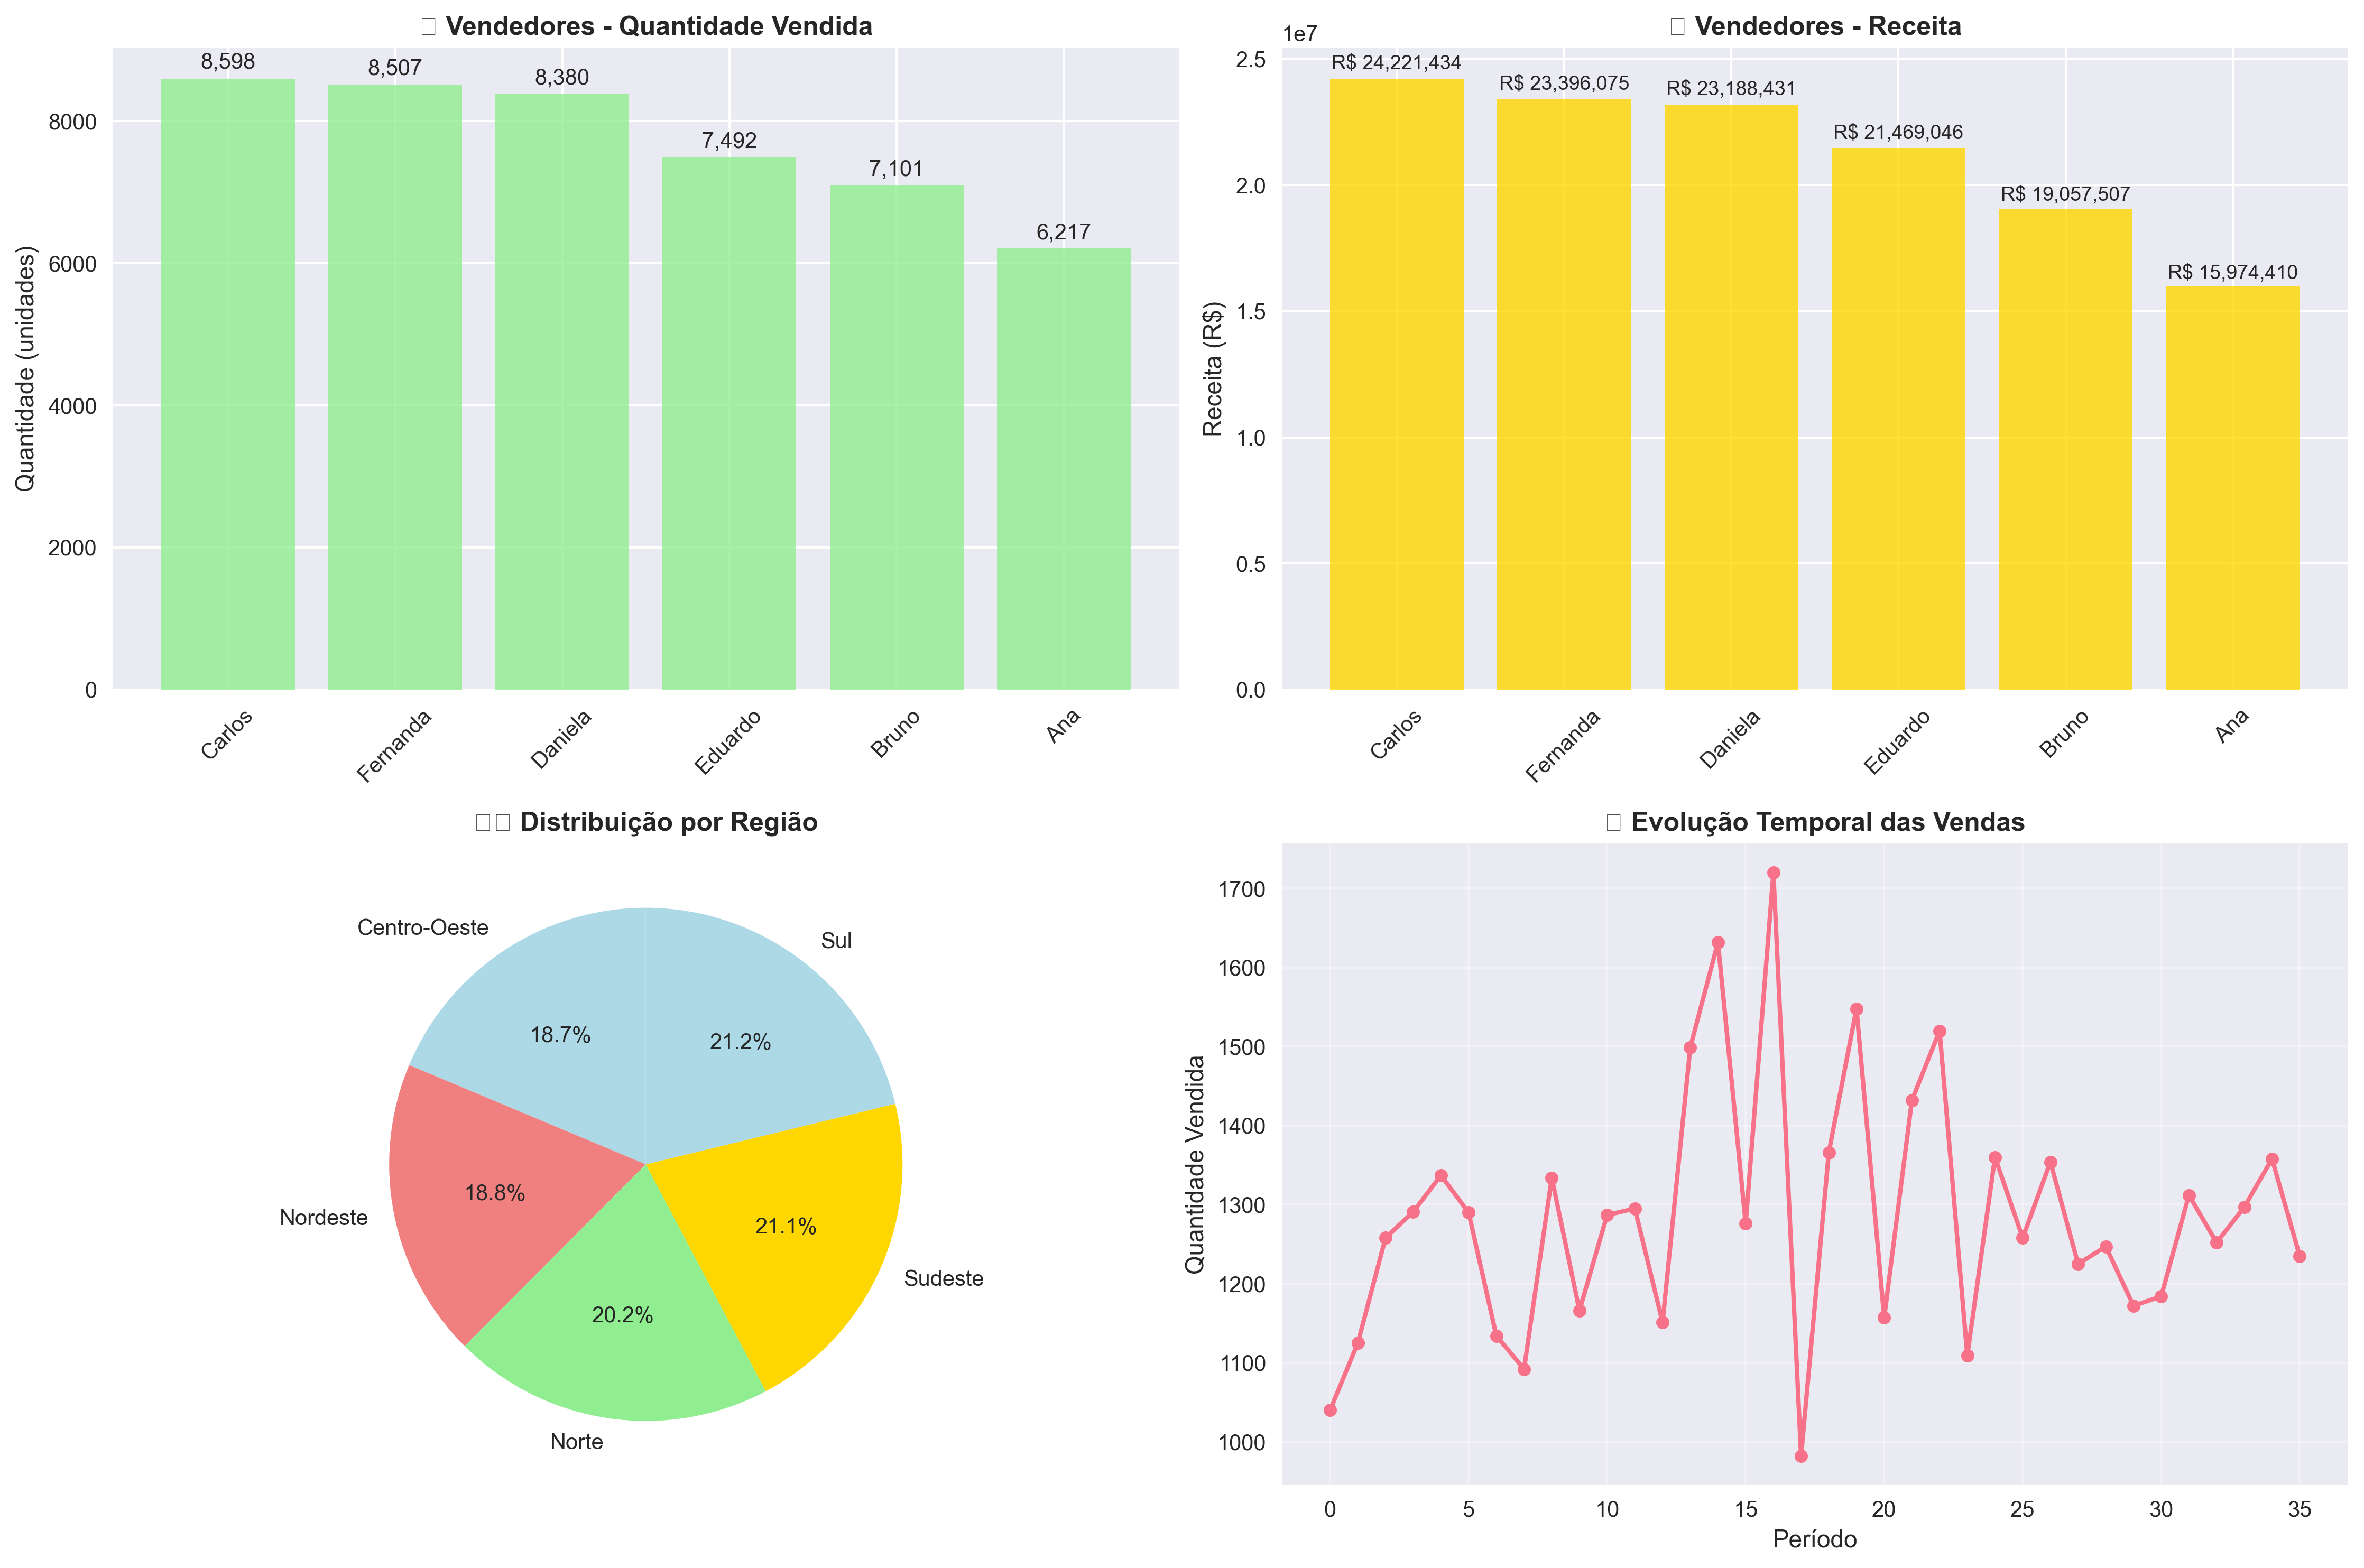 Vendedores - Quantidade Vendida
Quantidade (unidades)
8000
6000
4000
2000
0
8,598
8,507
8,380
7,492
7,101
6,217
Carlos
Fernanda
Daniela
Eduardo
Bruno
Ana
Vendedores - Receita
1e7
Receita (R$)
2.5
2.0
1.5
1.0
0.5
0.0
R$ 24,221,434
R$ 23,396,075
R$ 23,188,431
R$ 21,469,046
R$ 19,057,507
R$ 15,974,410
Carlos
Fernanda
Daniela
Eduardo
Bruno
Ana
Distribuição por Região
Centro-Oeste
Sul
18.7%
21.2%
Nordeste
18.8%
21.1%
Sudeste
20.2%
Norte
Evolução Temporal das Vendas
Quantidade Vendida
1700
1600
1500
1400
1300
1200
1100
1000
0 5 10 15 20 25 30 35
Período